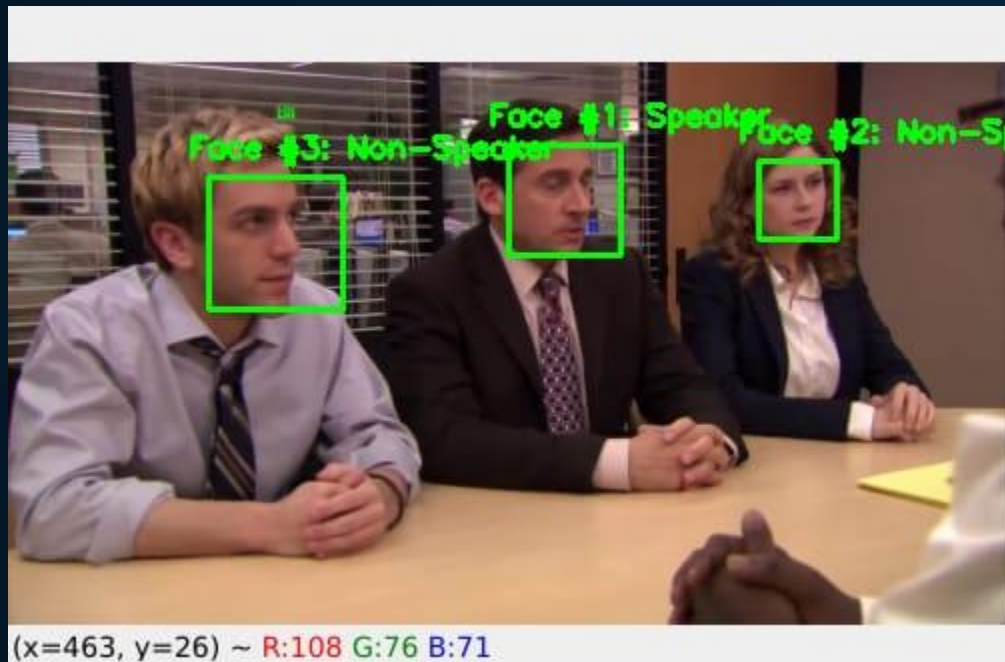 Face #1: Speaker
Face #2: Non-Sp
Face #3: Non-Speaker
(x=463, y=26) ~ R:108 G:76 B:71